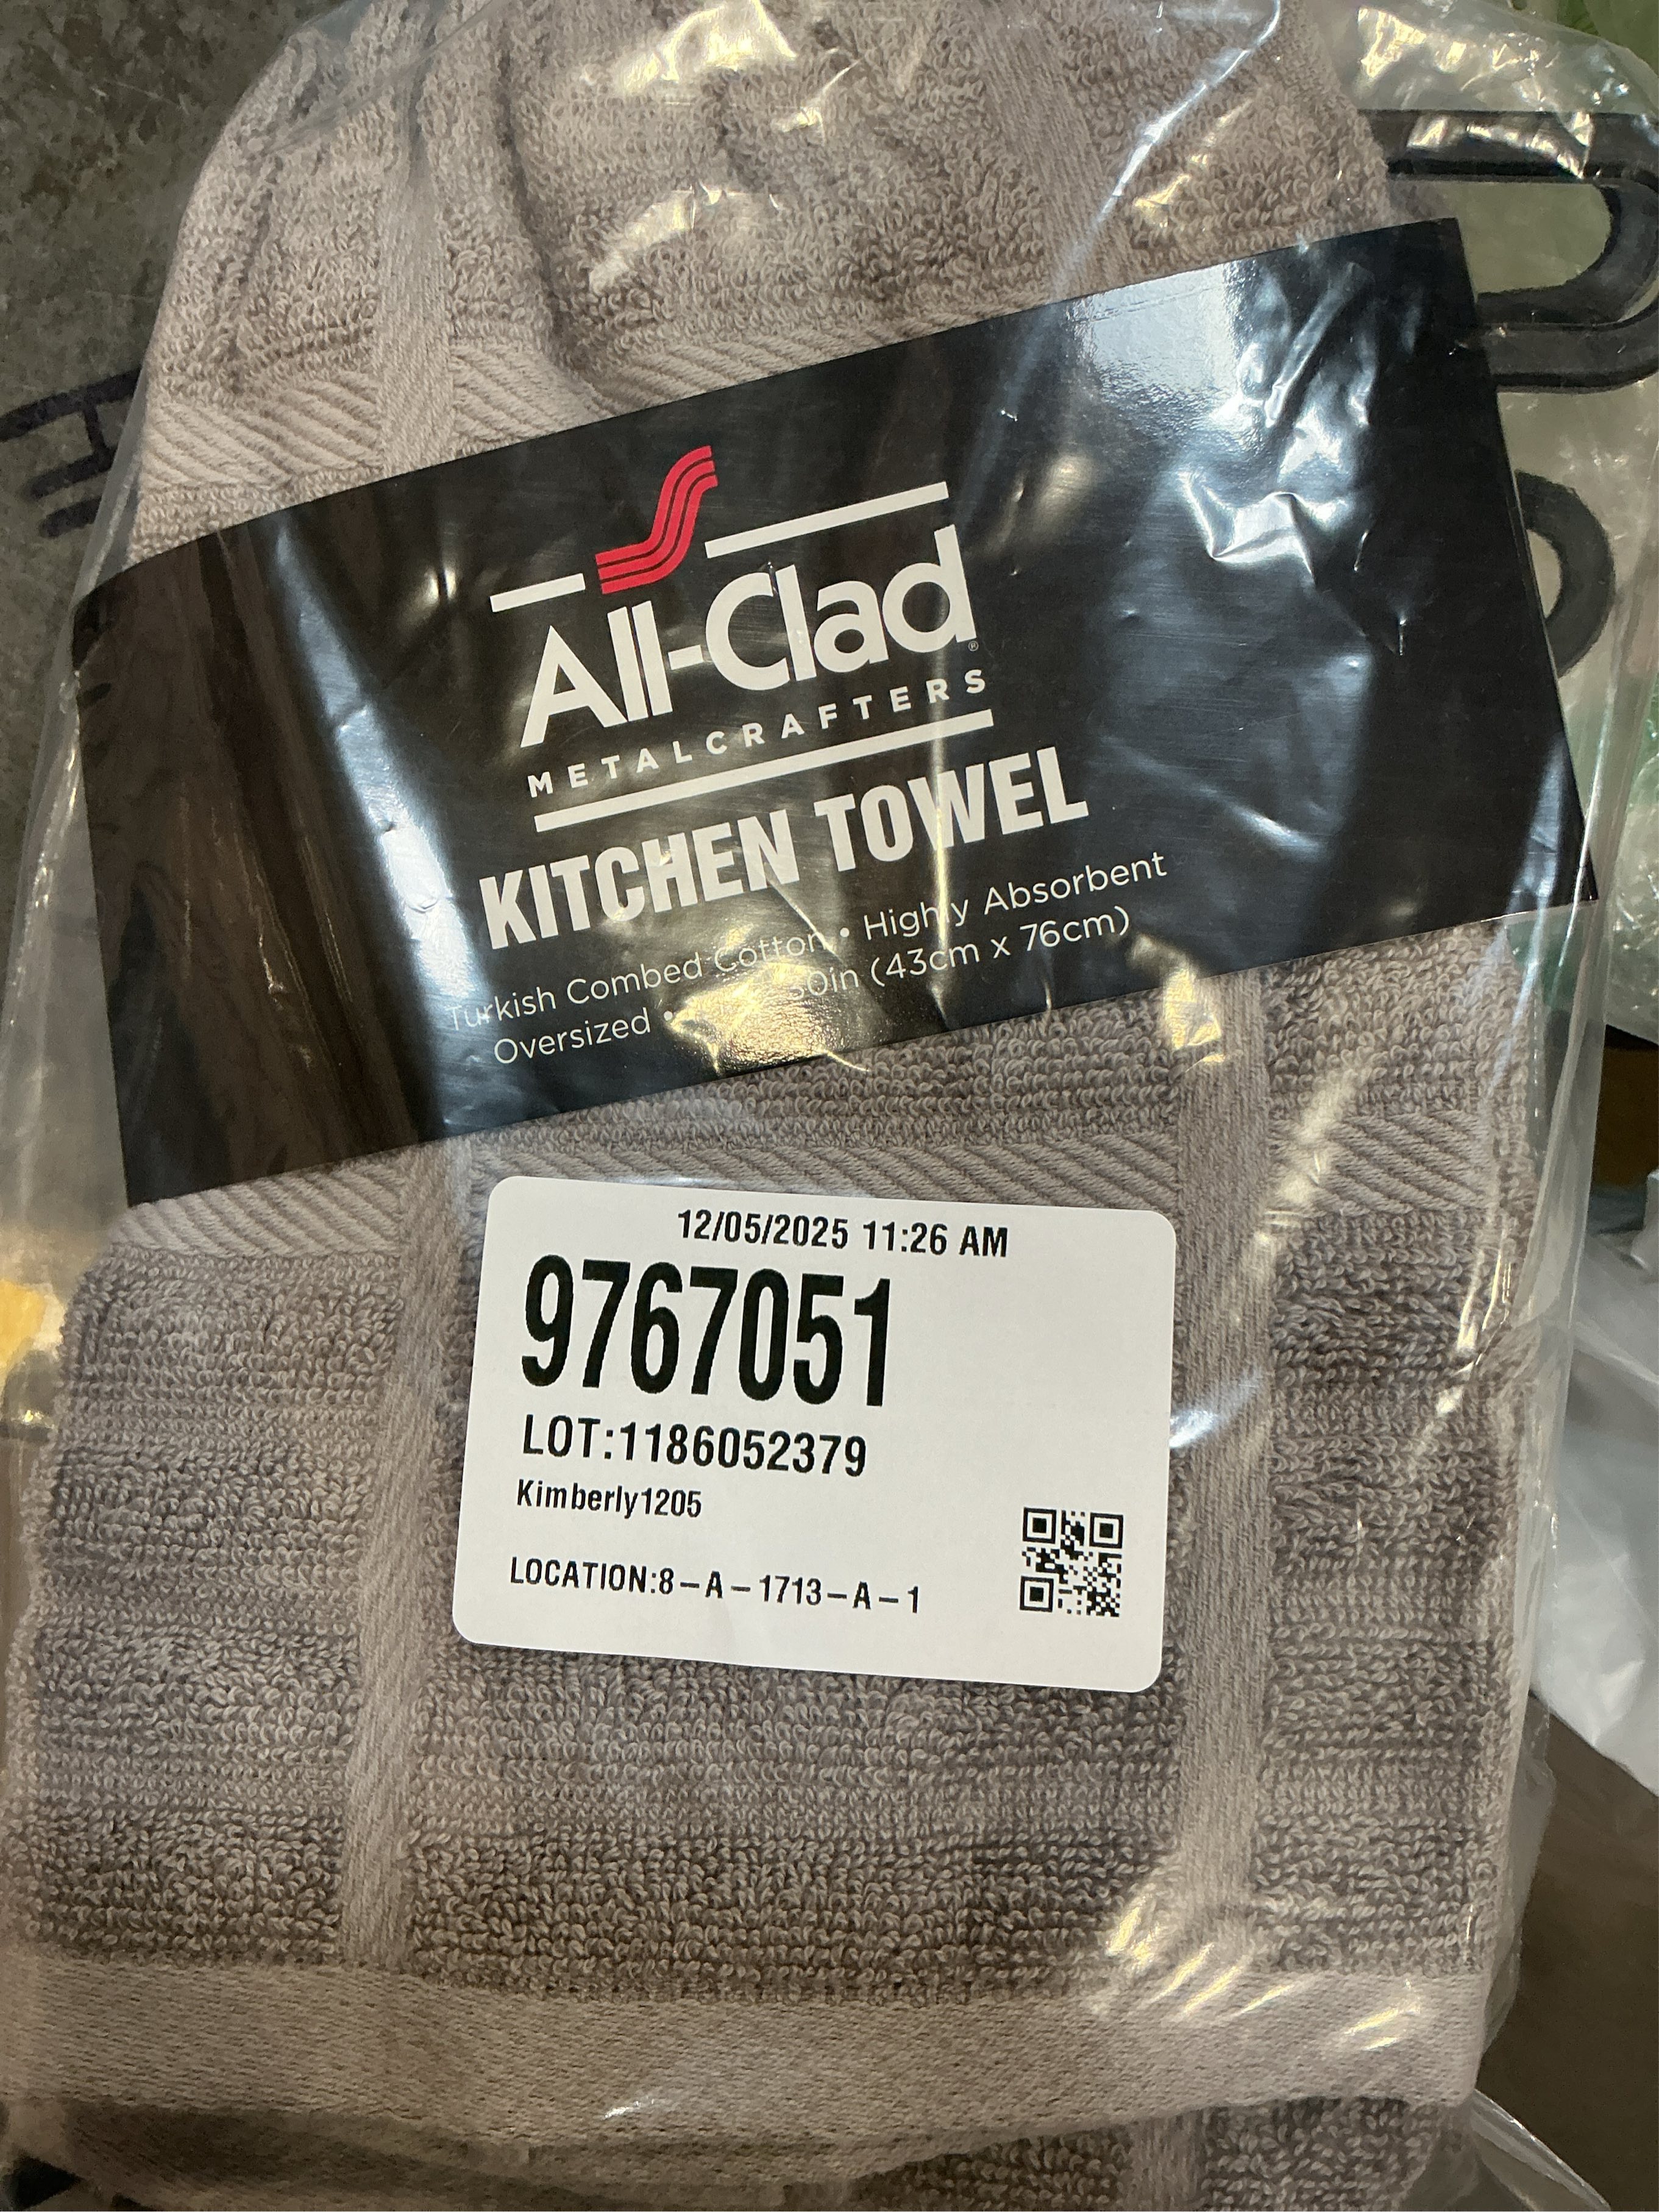 All-Clad®
METALCRAFTERS
KITCHEN TOWEL
Turkish Combed Cotton • Highly Absorbent
Oversized • (43cm x 76cm)
12/05/2025 11:26 AM
9767051
LOT:1186052379
Kimberly1205
LOCATION:8-A-1713-A-1